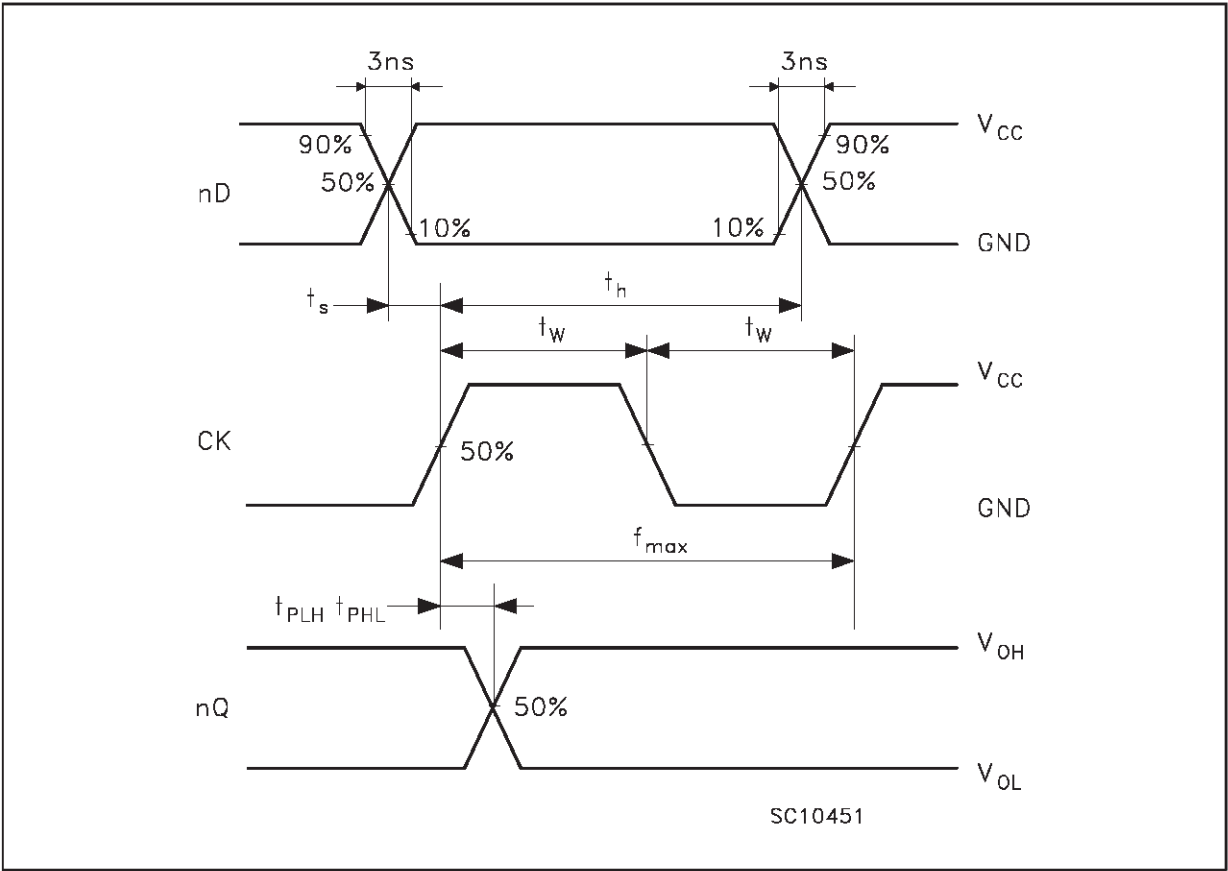 3ns 3ns
V_CC
90% 90%
nD 50% 50%
10% 10%
GND
t_s t_h
t_W t_W
V_CC
CK 50%
GND
f_max
t_PLH t_PHL
V_OH
nQ 50%
V_OL
SC10451